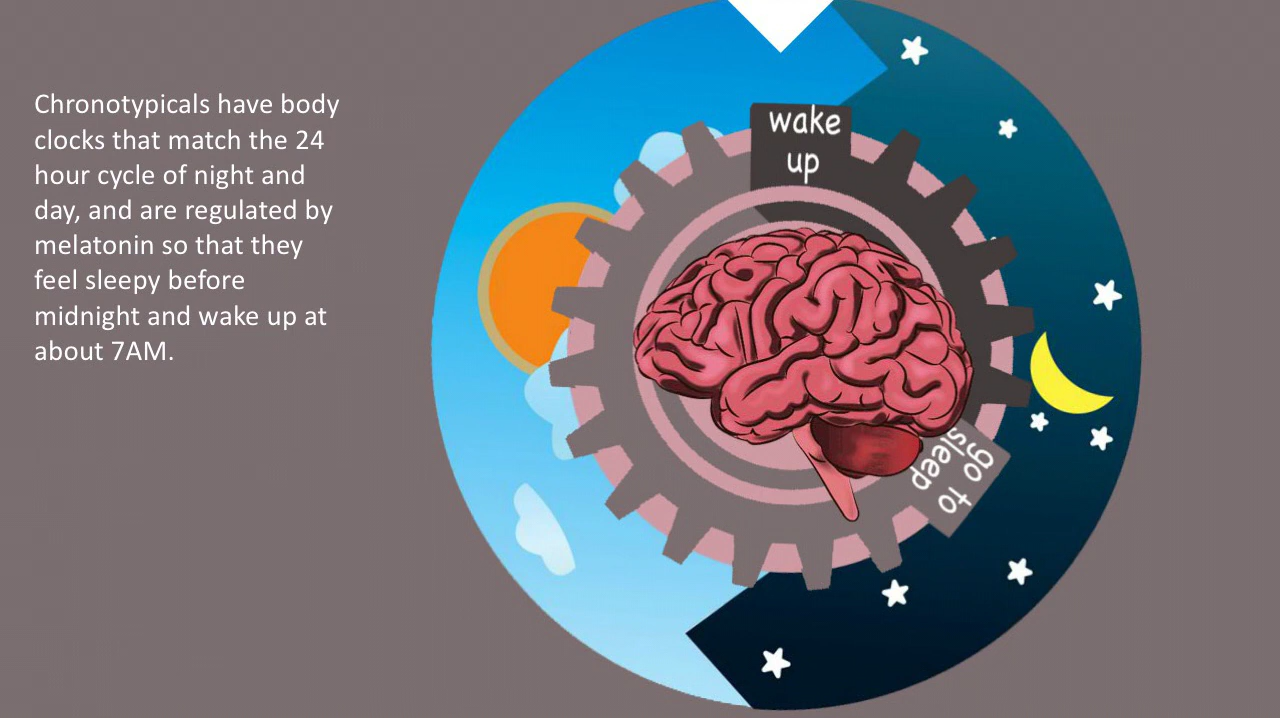 Chronotypicals have body
clocks that match the 24
hour cycle of night and
day, and are regulated by
melatonin so that they
feel sleepy before
midnight and wake up at
about 7AM.
wake
up
go to
sleep